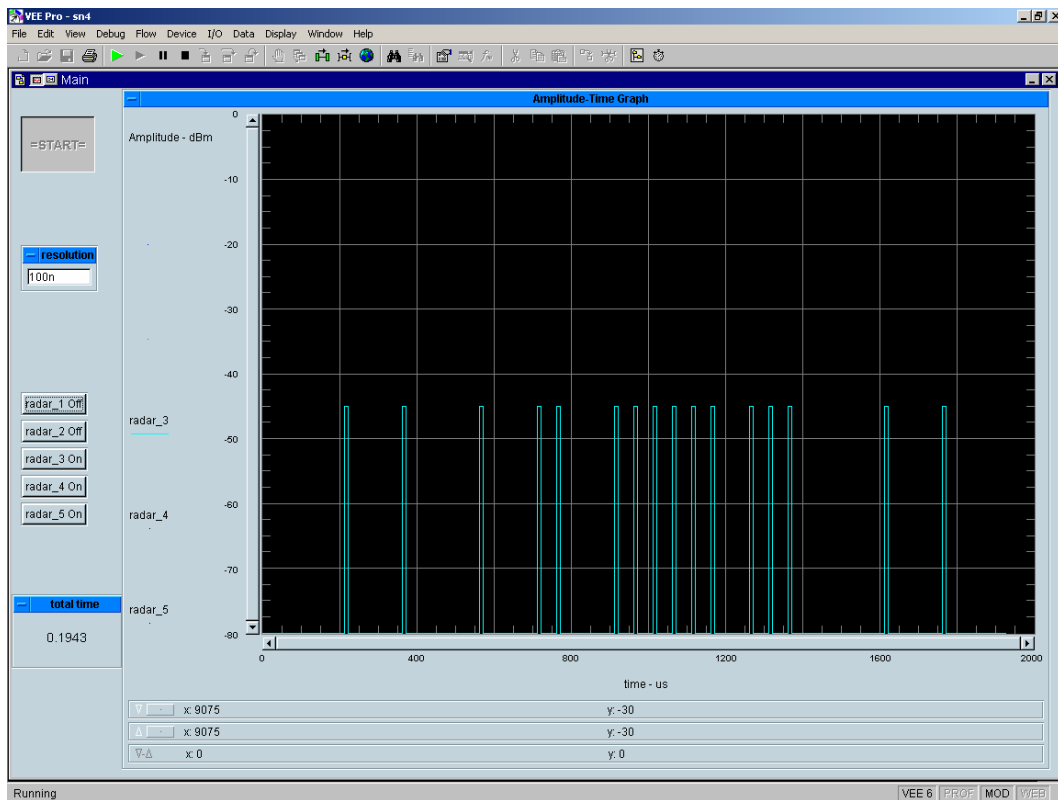 VEE Pro - sn4
File Edit View Debug Flow Device I/O Data Display Window Help
Main
=START=
resolution
100n
radar_1 Off
radar_2 Off
radar_3 On
radar_4 On
radar_5 On
total time
0.1943
Amplitude-Time Graph
Amplitude - dBm
0
-10
-20
-30
-40
-50
-60
-70
-80
radar_3
radar_4
radar_5
0 400 800 1200 1600 2000
time - us
x: 9075 y: -30
x: 9075 y: -30
∇-Δ x: 0 y: 0
Running VEE 6 PROF MOD WEB